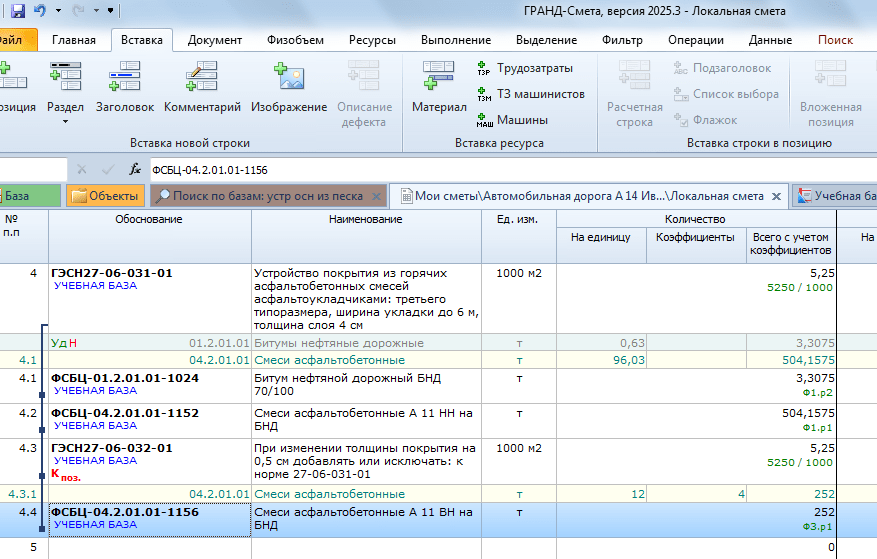 ГРАНД-Смета, версия 2025.3 - Локальная смета
Файл Главная Вставка Документ Физобъем Ресурсы Выполнение Выделение Фильтр Операции Данные Поиск
Трудозатраты Подзаголовок
ТЗР
АВС
ТЗ машинистов Список выбора
ТЗМ
Позиция Раздел Заголовок Комментарий Изображение Описание дефекта Материал Машины Расчетная строка Флажок Вложенная позиция
МАШ
Вставка новой строки Вставка ресурса Вставка строки в позицию
fx ФСБЦ-04.2.01.01-1156
База Объекты Поиск по базам: устр осн из песка Мои сметы\Автомобильная дорога А 14 Ив...\Локальная смета Учебная ба
№ п.п Обоснование Наименование Ед. изм. Количество
На единицу Коэффициенты Всего с учетом коэффициентов На
4 ГЭСН27-06-031-01 Устройство покрытия из горячих 1000 м2 5,25
УЧЕБНАЯ БАЗА асфальтобетонных смесей 5250 / 1000
асфальтоукладчиками: третьего
типоразмера, ширина укладки до 6 м,
толщина слоя 4 см
Уд Н 01.2.01.01 Битумы нефтяные дорожные т 0,63 3,3075
4.1 04.2.01.01 Смеси асфальтобетонные т 96,03 504,1575
4.1 ФСБЦ-01.2.01.01-1024 Битум нефтяной дорожный БНД т 3,3075
УЧЕБНАЯ БАЗА 70/100 Ф1.р2
4.2 ФСБЦ-04.2.01.01-1152 Смеси асфальтобетонные А 11 НН на т 504,1575
УЧЕБНАЯ БАЗА БНД Ф1.р1
4.3 ГЭСН27-06-032-01 При изменении толщины покрытия на 1000 м2 5,25
УЧЕБНАЯ БАЗА 0,5 см добавлять или исключать: к 5250 / 1000
К поз. норме 27-06-031-01
4.3.1 04.2.01.01 Смеси асфальтобетонные т 12 4 252
4.4 ФСБЦ-04.2.01.01-1156 Смеси асфальтобетонные А 11 ВН на т 252
УЧЕБНАЯ БАЗА БНД Ф3.р1
5 0